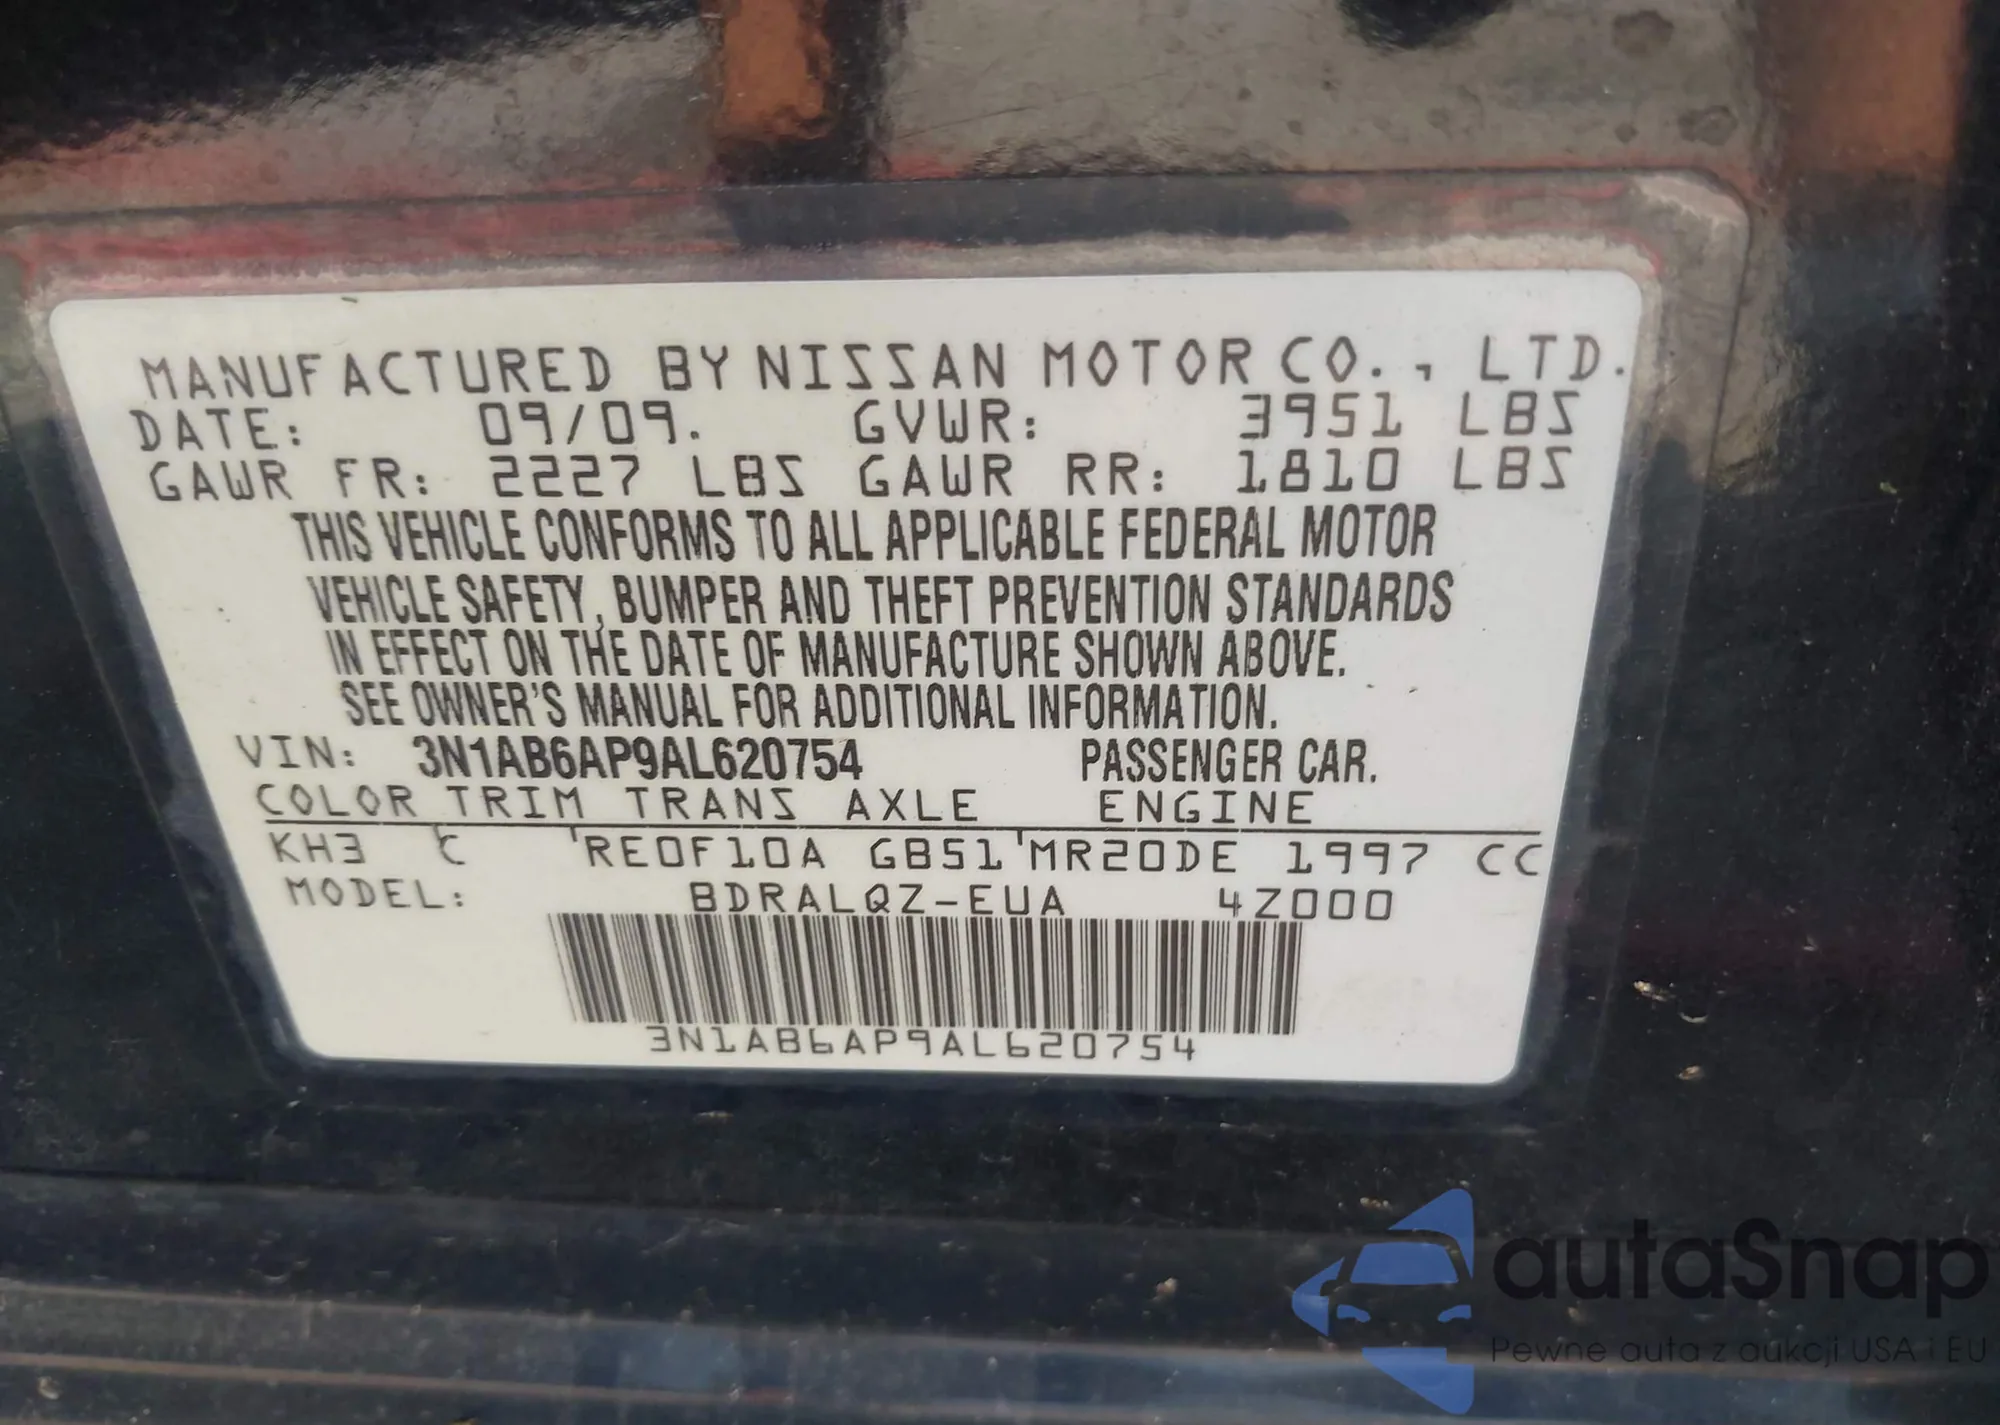 MANUFACTURED BY NISSAN MOTOR CO., LTD.
DATE: 09/09. GVWR: 3951 LBS
GAWR FR: 2227 LBS GAWR RR: 1810 LBS
THIS VEHICLE CONFORMS TO ALL APPLICABLE FEDERAL MOTOR
VEHICLE SAFETY, BUMPER AND THEFT PREVENTION STANDARDS
IN EFFECT ON THE DATE OF MANUFACTURE SHOWN ABOVE.
SEE OWNER'S MANUAL FOR ADDITIONAL INFORMATION.
VIN: 3N1AB6AP9AL620754 PASSENGER CAR.
COLOR TRIM TRANS AXLE ENGINE
KH3 C 'RE0F10A GB51'MR20DE 1997 CC
MODEL: BDRALQZ-EUA 4Z000
3N1AB6AP9AL620754
autaSnap
Pewne auta z aukcji USA i EU